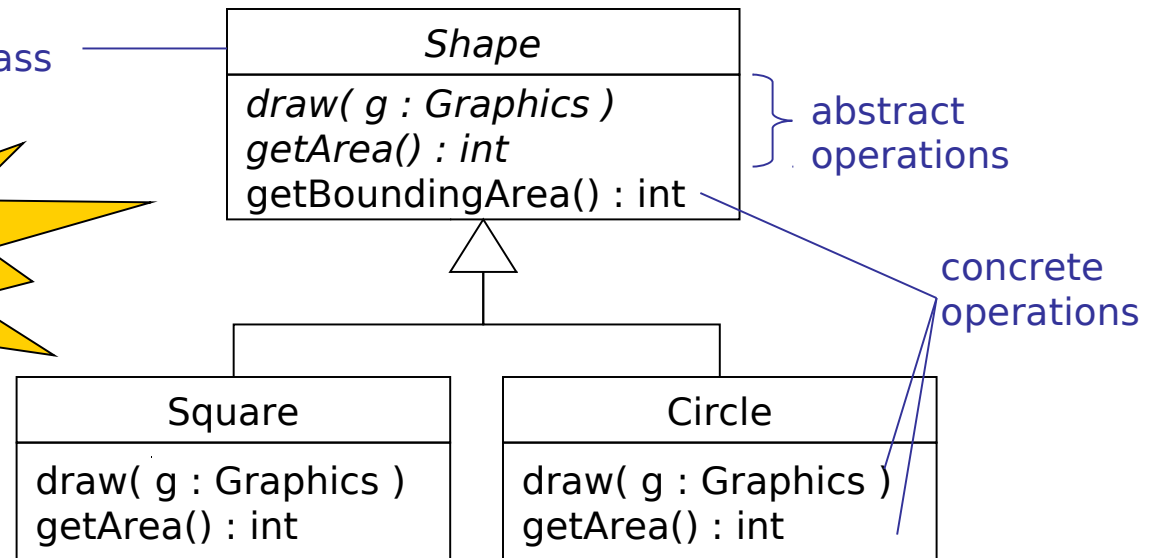 Shape
draw( g : Graphics )
getArea() : int
getBoundingArea() : int
abstract
operations
concrete
operations
Square
draw( g : Graphics )
getArea() : int
Circle
draw( g : Graphics )
getArea() : int